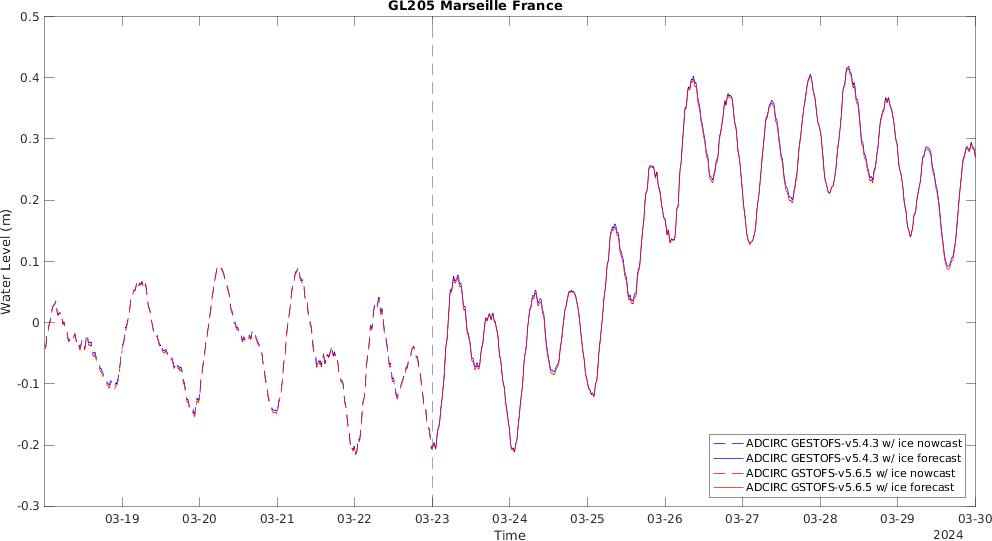 GL205 Marseille France
0.5
0.4
0.3
0.2
0.1
0
-0.1
-0.2
-0.3
Water Level (m)
ADCIRC GESTOFS-v5.4.3 w/ ice nowcast
ADCIRC GESTOFS-v5.4.3 w/ ice forecast
ADCIRC GSTOFS-v5.6.5 w/ ice nowcast
ADCIRC GSTOFS-v5.6.5 w/ ice forecast
03-19 03-20 03-21 03-22 03-23 03-24 03-25 03-26 03-27 03-28 03-29 03-30
Time
2024